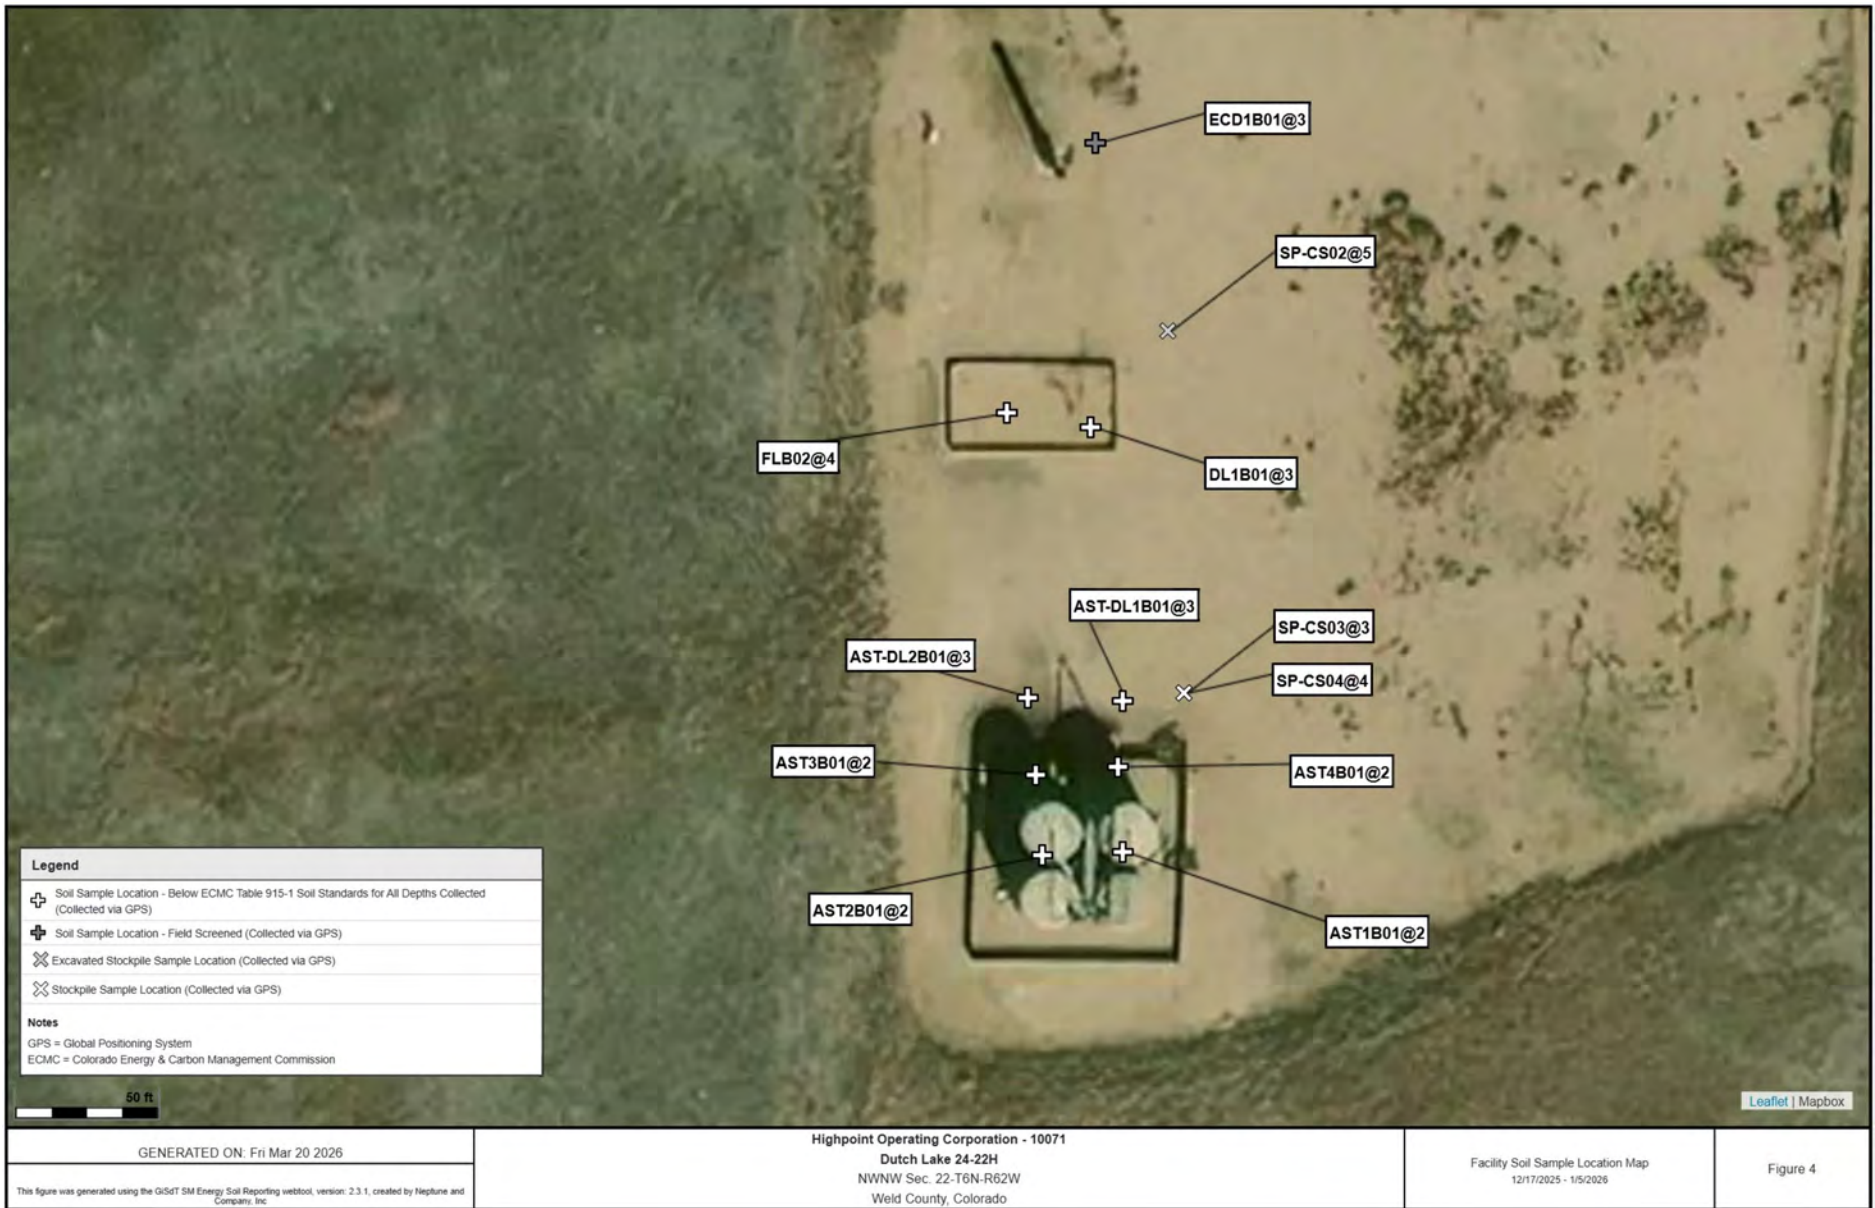 ECD1B01@3
SP-CS02@5
FLB02@4
DL1B01@3
AST-DL1B01@3
SP-CS03@3
AST-DL2B01@3
SP-CS04@4
AST3B01@2
AST4B01@2
AST2B01@2
AST1B01@2
Legend
Soil Sample Location - Below ECMC Table 915-1 Soil Standards for All Depths Collected
(Collected via GPS)
Soil Sample Location - Field Screened (Collected via GPS)
Excavated Stockpile Sample Location (Collected via GPS)
Stockpile Sample Location (Collected via GPS)
Notes
GPS = Global Positioning System
ECMC = Colorado Energy & Carbon Management Commission
50 ft
Leaflet | Mapbox
GENERATED ON: Fri Mar 20 2026
This figure was generated using the GiSdT SM Energy Soil Reporting webtool, version: 2.3.1, created by Neptune and
Company, Inc
Highpoint Operating Corporation - 10071
Dutch Lake 24-22H
NWNW Sec. 22-T6N-R62W
Weld County, Colorado
Facility Soil Sample Location Map
12/17/2025 - 1/5/2026
Figure 4